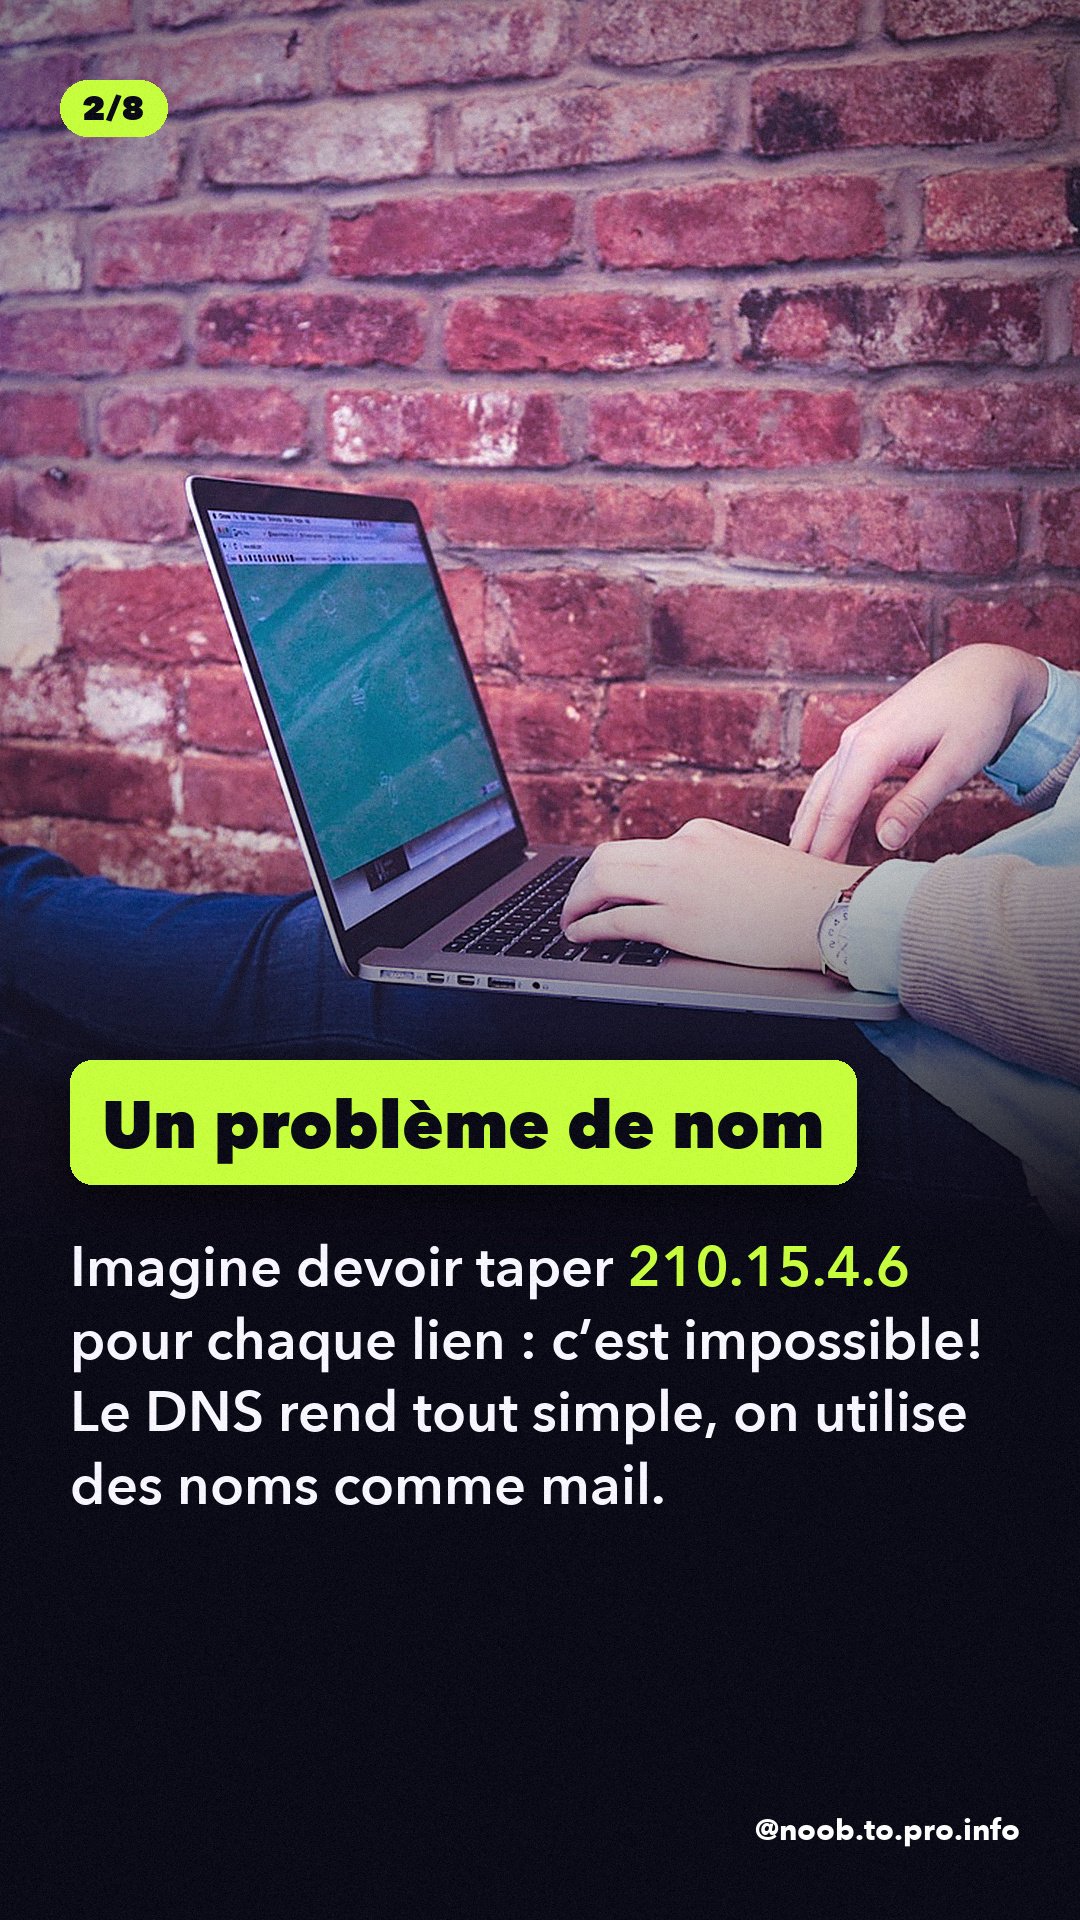 2/8
Un problème de nom
Imagine devoir taper 210.15.4.6
pour chaque lien : c’est impossible!
Le DNS rend tout simple, on utilise
des noms comme mail.
@noob.to.pro.info